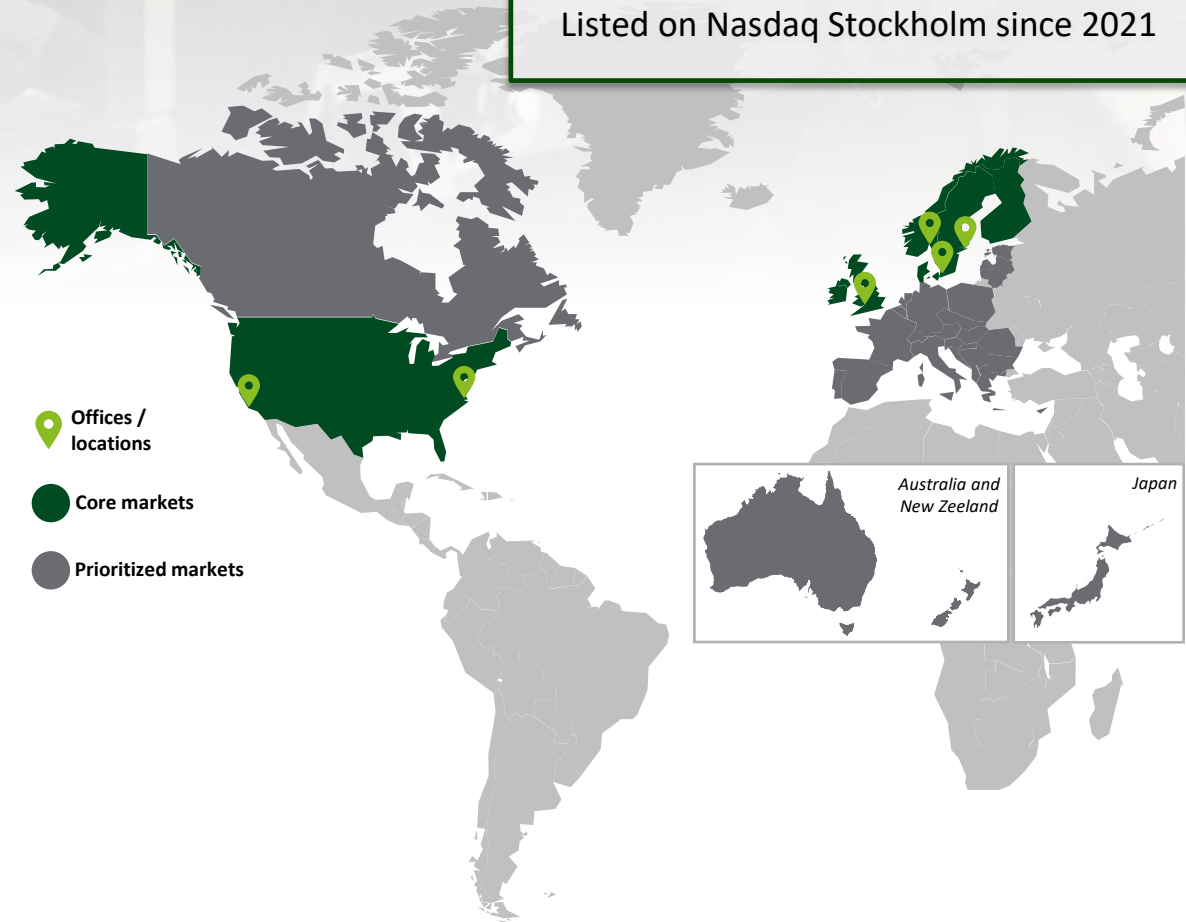 Listed on Nasdaq Stockholm since 2021
Offices /
locations
Core markets
Prioritized markets
Australia and
New Zeeland
Japan